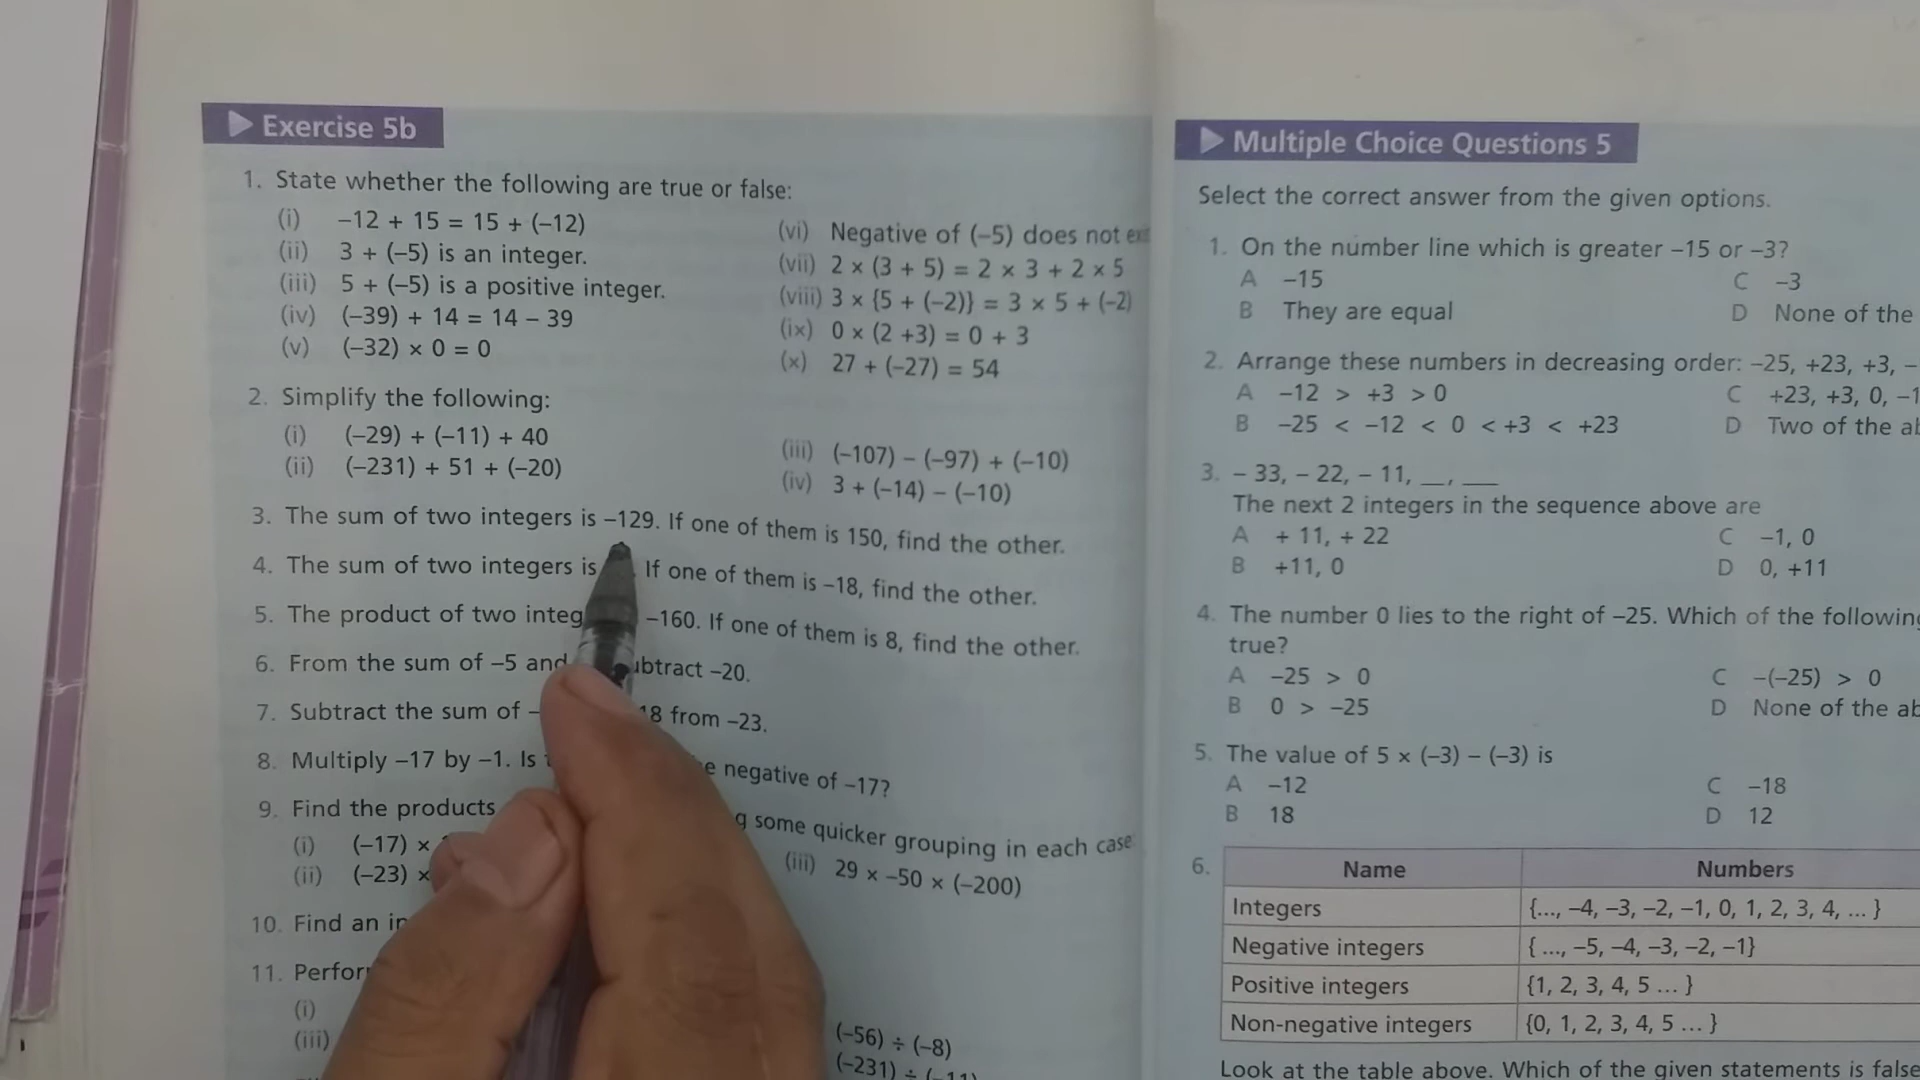 Exercise 5b
1. State whether the following are true or false:
(i) −12 + 15 = 15 + (−12)
(ii) 3 + (−5) is an integer.
(iii) 5 + (−5) is a positive integer.
(iv) (−39) + 14 = 14 − 39
(v) (−32) × 0 = 0
(vi) Negative of (−5) does not
(vii) 2 × (3 + 5) = 2 × 3 + 2 × 5
(viii) 3 × {5 + (−2)} = 3 × 5 + (−2)
(ix) 0 × (2 +3) = 0 + 3
(x) 27 + (−27) = 54
2. Simplify the following:
(i) (−29) + (−11) + 40
(ii) (−231) + 51 + (−20)
(iii) (−107) − (−97) + (−10)
(iv) 3 + (−14) − (−10)
3. The sum of two integers is −129. If one of them is 150, find the other.
4. The sum of two integers is If one of them is −18, find the other.
5. The product of two −160. If one of them is 8, find the other.
6. From the sum of −5 and −20.
7. Subtract the sum of from −23.
8. Multiply −17 by −1. Is negative of −17?
9. Find the products some quicker grouping in each case
(i) (−17) ×
(ii) (−23) ×
(iii) 29 × −50 × (−200)
10. Find an
11.
(i)
(iii)
(−56) ÷ (−8)
(−231) ÷
Multiple Choice Questions 5
Select the correct answer from the given options.
1. On the number line which is greater −15 or −3?
A −15
B They are equal
C −3
D None of the
2. Arrange these numbers in decreasing order: −25, +23, +3, −
A −12 > +3 > 0
B −25 < −12 < 0 < +3 < +23
C +23, +3, 0,
D Two of the
3. − 33, − 22, − 11, __, ___
The next 2 integers in the sequence above are
A + 11, + 22
B +11, 0
C −1, 0
D 0, +11
4. The number 0 lies to the right of −25. Which of the following
true?
A −25 > 0
B 0 > −25
C −(−25) > 0
D None of the
5. The value of 5 × (−3) − (−3) is
A −12
B 18
C −18
D 12
6. Name Numbers
Integers {..., −4, −3, −2, −1, 0, 1, 2, 3, 4, ... }
Negative integers { ..., −5, −4, −3, −2, −1}
Positive integers {1, 2, 3, 4, 5 ... }
Non-negative integers {0, 1, 2, 3, 4, 5 ... }
Look at the table above. Which of the given statements is false